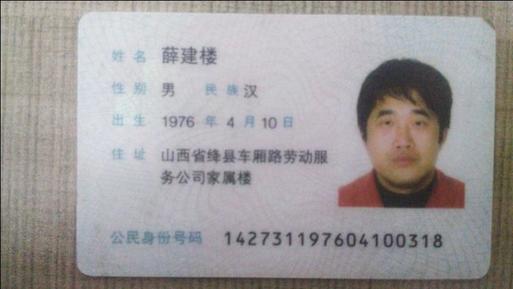 姓名 薛建楼
性别 男 民族 汉
出生 1976 年 4 月 10 日
住址 山西省绛县车厢路劳动服
务公司家属楼
公民身份号码 142731197604100318